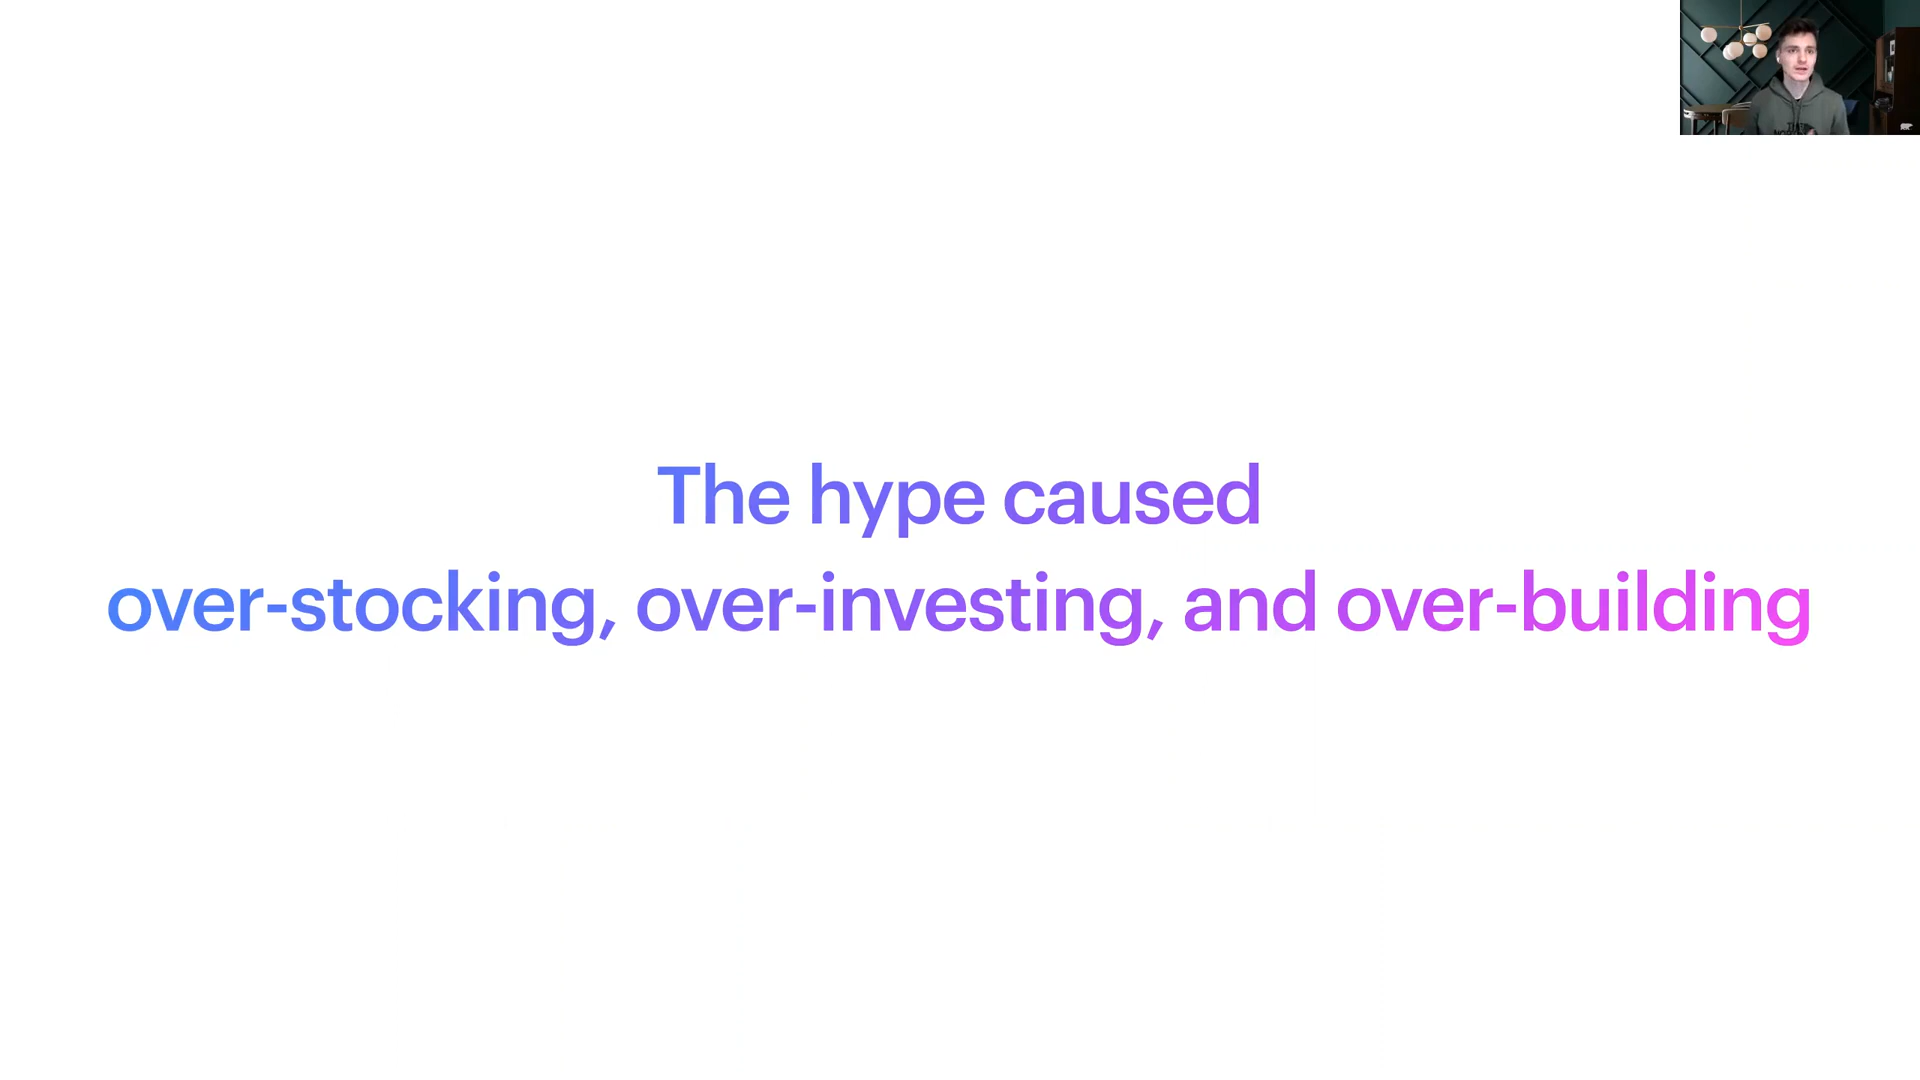 The hype caused
over-stocking, over-investing, and over-building